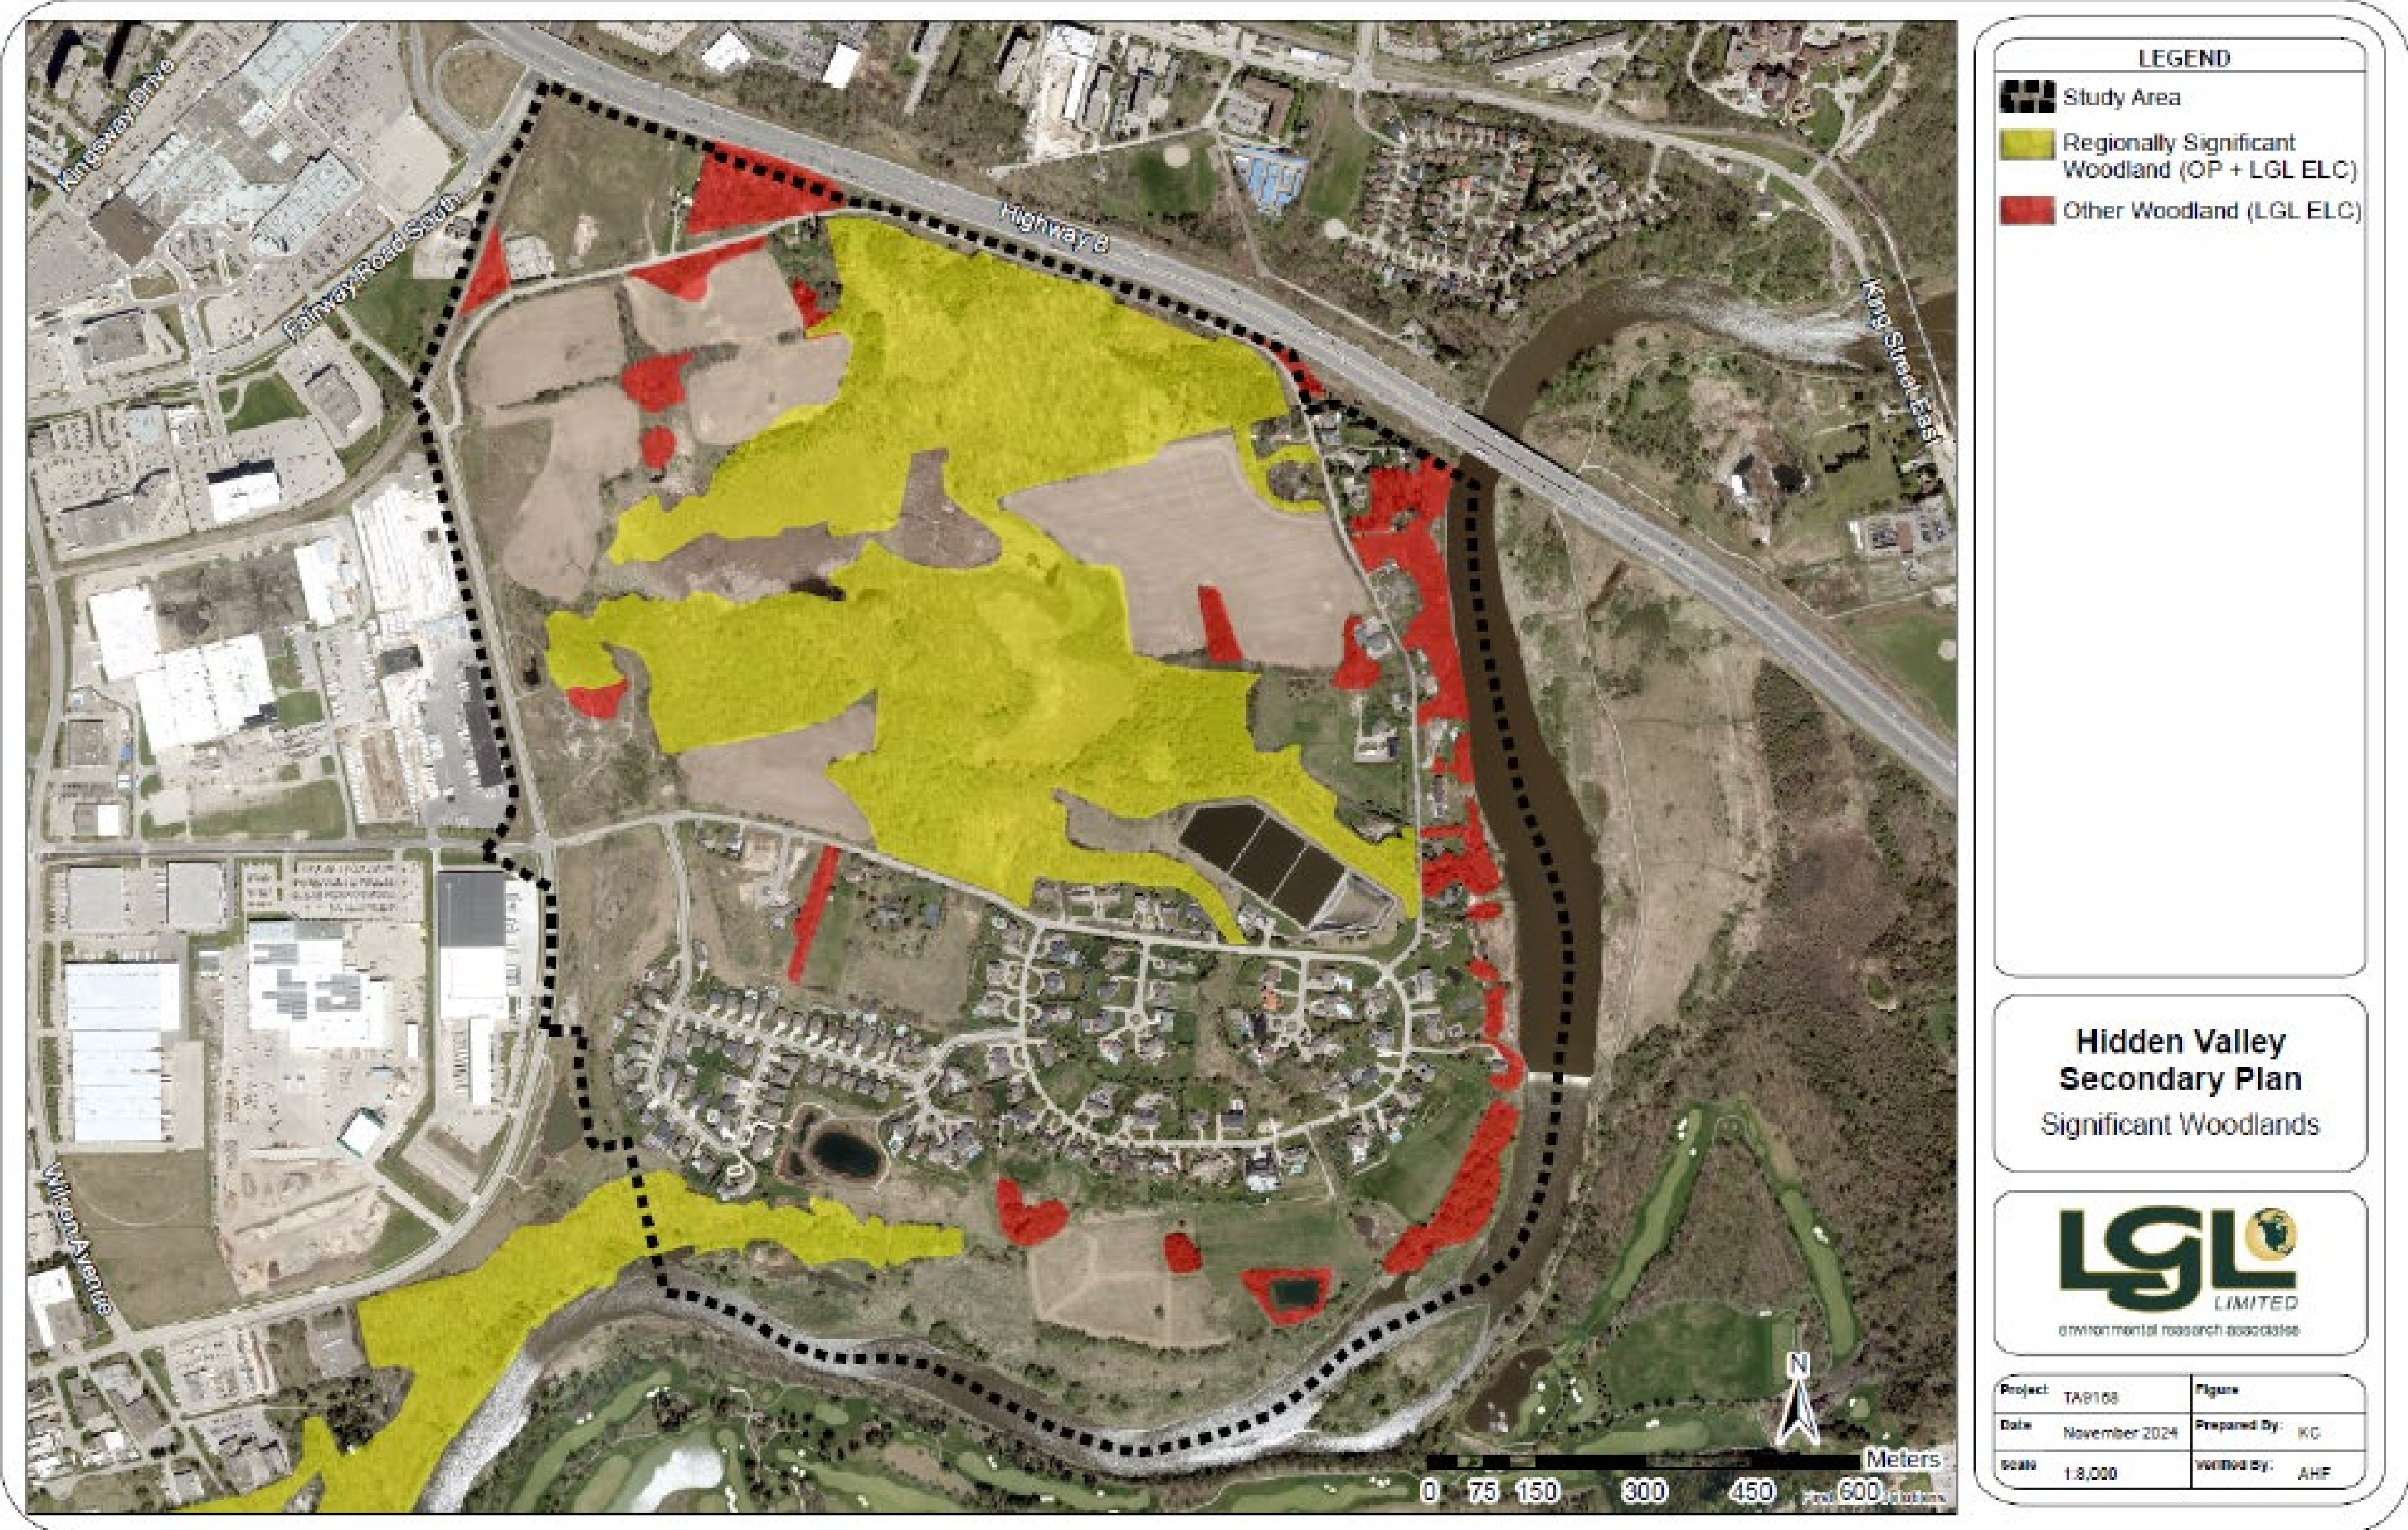 Kingsway Drive
Fairway Road South
Highway 8
King Street East
Wilson Avenue
N
Meters
0 75 150 300 450 600
LEGEND
Study Area
Regionally Significant
Woodland (OP + LGL ELC)
Other Woodland (LGL ELC)
Hidden Valley
Secondary Plan
Significant Woodlands
LGL
LIMITED
environmental research associates
Project TA9168 Figure
Date November 2024 Prepared By: KC
Scale 1:8,000 Verified By: AHF